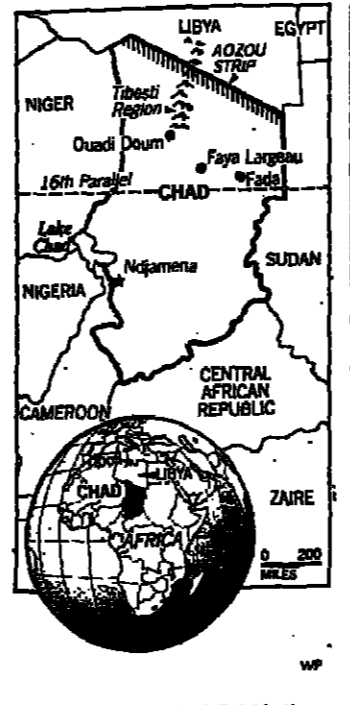 LIBYA
EGYPT
AOZOU
STRIP
Tibesti
Region
NIGER
Ouadi Doum
Faya Largeau
Fada
16th Parallel
CHAD
Lake
Chad
Ndjamena
SUDAN
NIGERIA
CENTRAL
AFRICAN
REPUBLIC
CAMEROON
LIBYA
CHAD
ZAIRE
AFRICA
0 200
MILES
WP